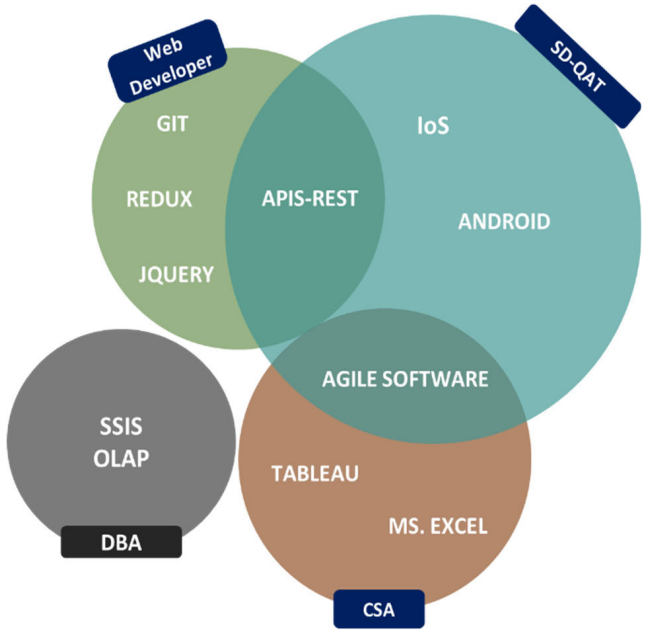 Web
Developer
SD-QAT
GIT
IoS
REDUX
APIS-REST
ANDROID
JQUERY
AGILE SOFTWARE
SSIS
OLAP
TABLEAU
MS. EXCEL
DBA
CSA